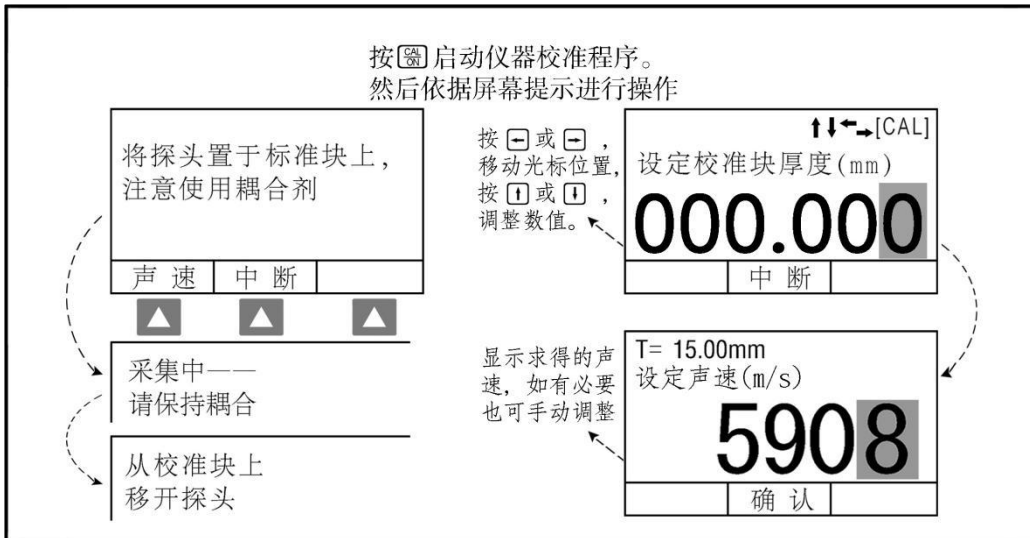 按CAL ON启动仪器校准程序。
然后依据屏幕提示进行操作
将探头置于标准块上，
注意使用耦合剂
声速 中断
采集中——
请保持耦合
从校准块上
移开探头
按←或→，
移动光标位置，
按↑或↓，
调整数值。
↑↓←→[CAL]
设定校准块厚度(mm)
000.000
中断
显示求得的声
速，如有必要
也可手动调整
T= 15.00mm
设定声速(m/s)
5908
确认